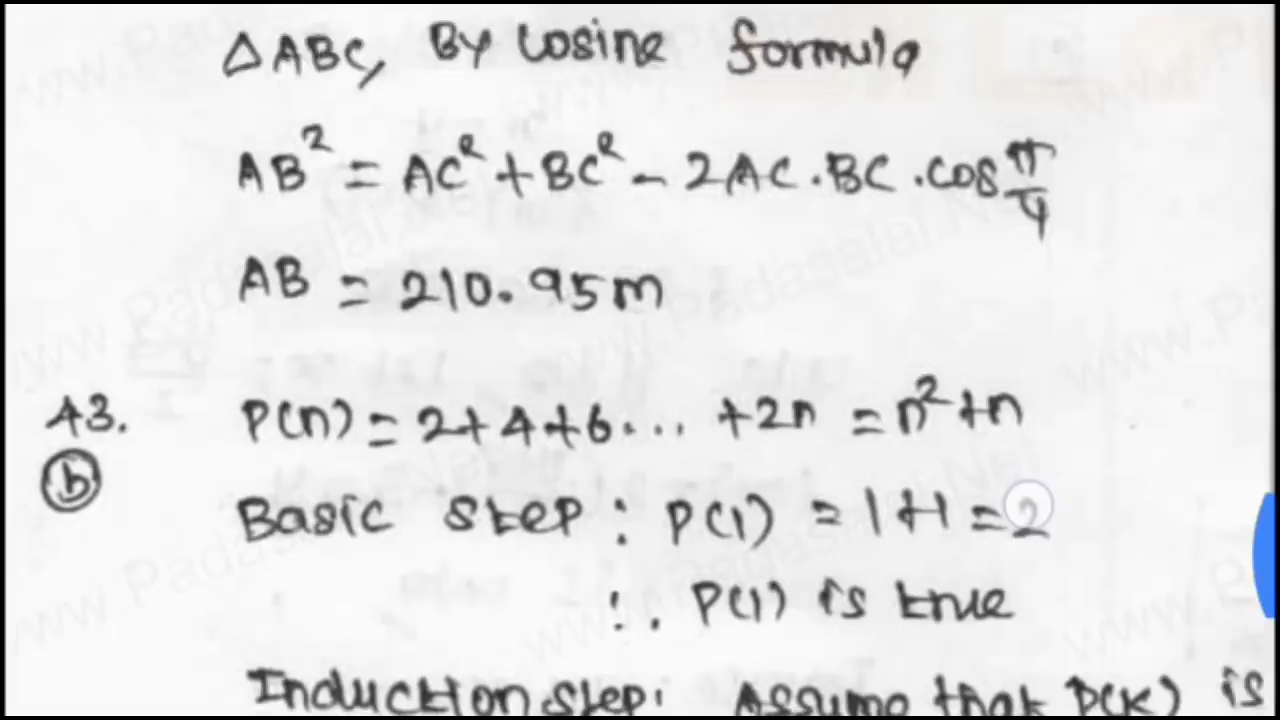 △ABC, By cosine formula
AB² = AC² + BC² - 2AC.BC.cos π/4
AB = 210.95m
43. P(n) = 2+4+6... +2n = n²+n
(b)
Basic step : P(1) = 1+1 = 2
∴ P(1) is true
Induction step: Assume that P(K) is